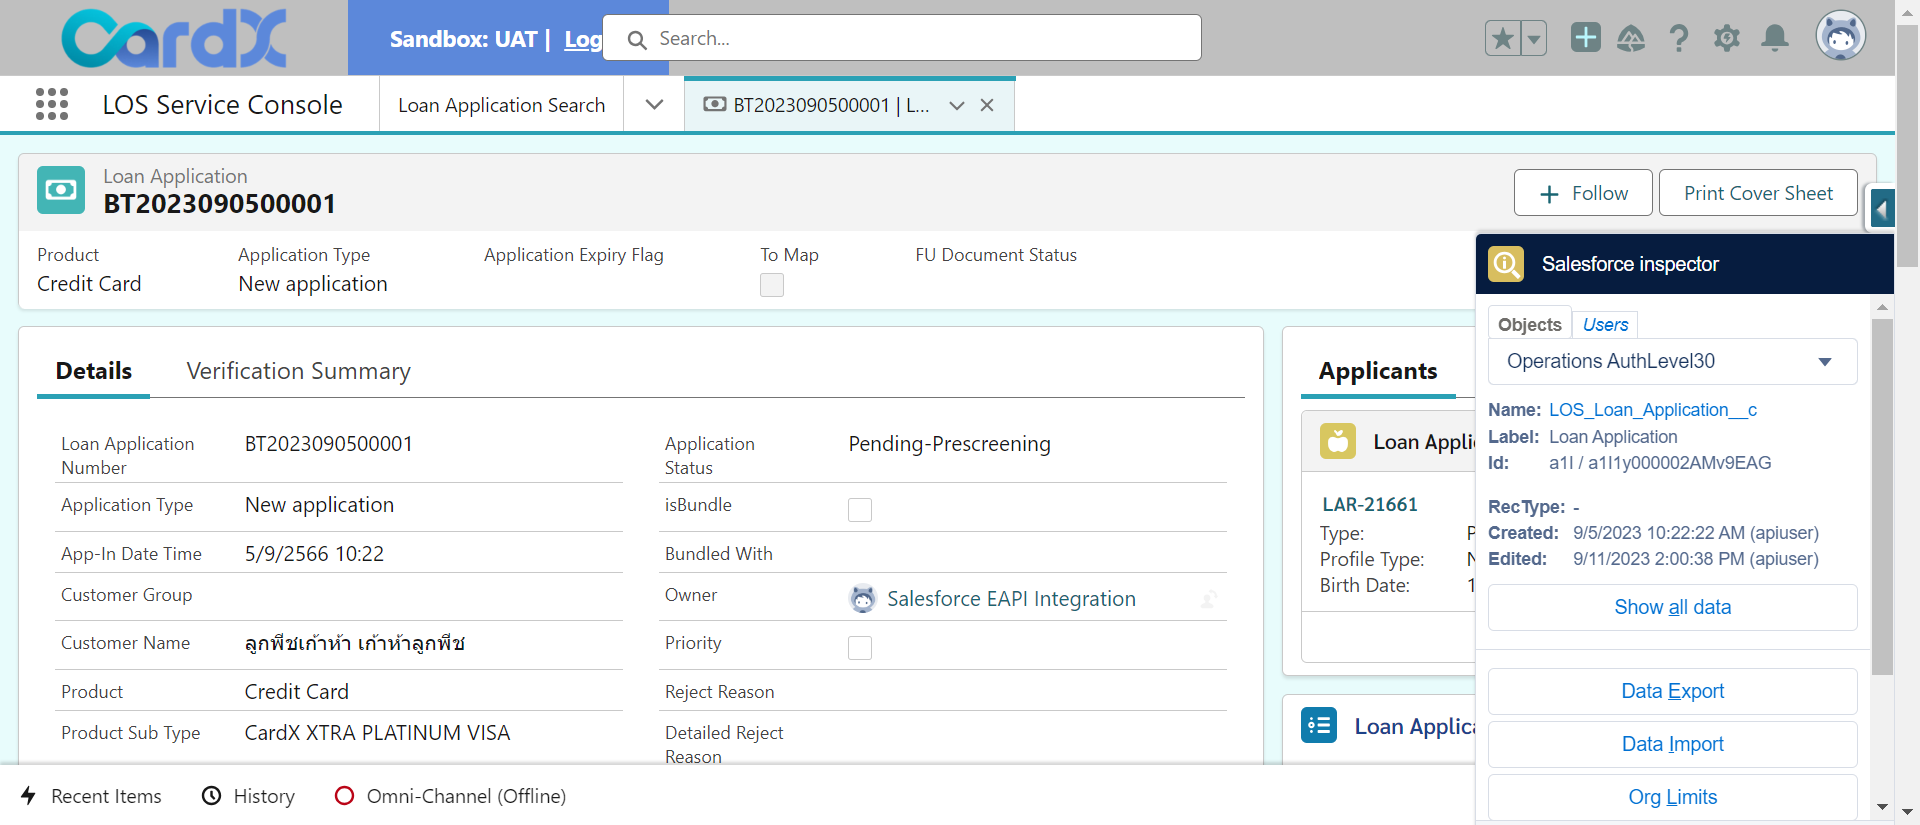 CardX
Sandbox: UAT | Log
Search...
LOS Service Console
Loan Application Search
BT2023090500001 | L...
Loan Application
BT2023090500001
Follow
Print Cover Sheet
Product
Application Type
Application Expiry Flag
To Map
FU Document Status
Credit Card
New application
Salesforce inspector
Objects
Users
Operations AuthLevel30
Name: LOS_Loan_Application__c
Label: Loan Application
Id: a1I / a1I1y000002AMv9EAG
RecType: -
Created: 9/5/2023 10:22:22 AM (apiuser)
Edited: 9/11/2023 2:00:38 PM (apiuser)
Show all data
Data Export
Data Import
Org Limits
Details
Verification Summary
Loan Application
Number
BT2023090500001
Application
Status
Pending-Prescreening
Application Type
New application
isBundle
App-In Date Time
5/9/2566 10:22
Bundled With
Customer Group
Owner
Salesforce EAPI Integration
Customer Name
ลูกพีชเก้าห้า เก้าห้าลูกพีช
Priority
Product
Credit Card
Reject Reason
Product Sub Type
CardX XTRA PLATINUM VISA
Detailed Reject
Reason
Applicants
Loan Appli
LAR-21661
Type:
Profile Type:
Birth Date:
Loan Applica
Recent Items
History
Omni-Channel (Offline)